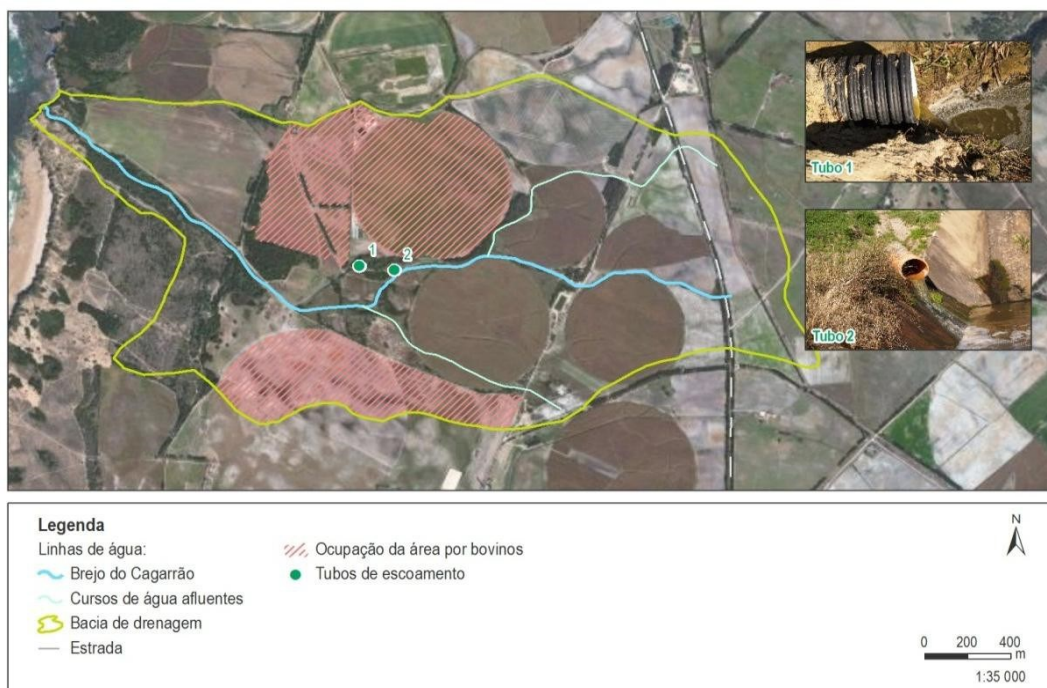 Tubo 1
1
2
Tubo 2
Legenda
Linhas de água:
Brejo do Cagarrão
Cursos de água afluentes
Bacia de drenagem
Estrada
Ocupação da área por bovinos
Tubos de escoamento
N
0 200 400
m
1:35 000